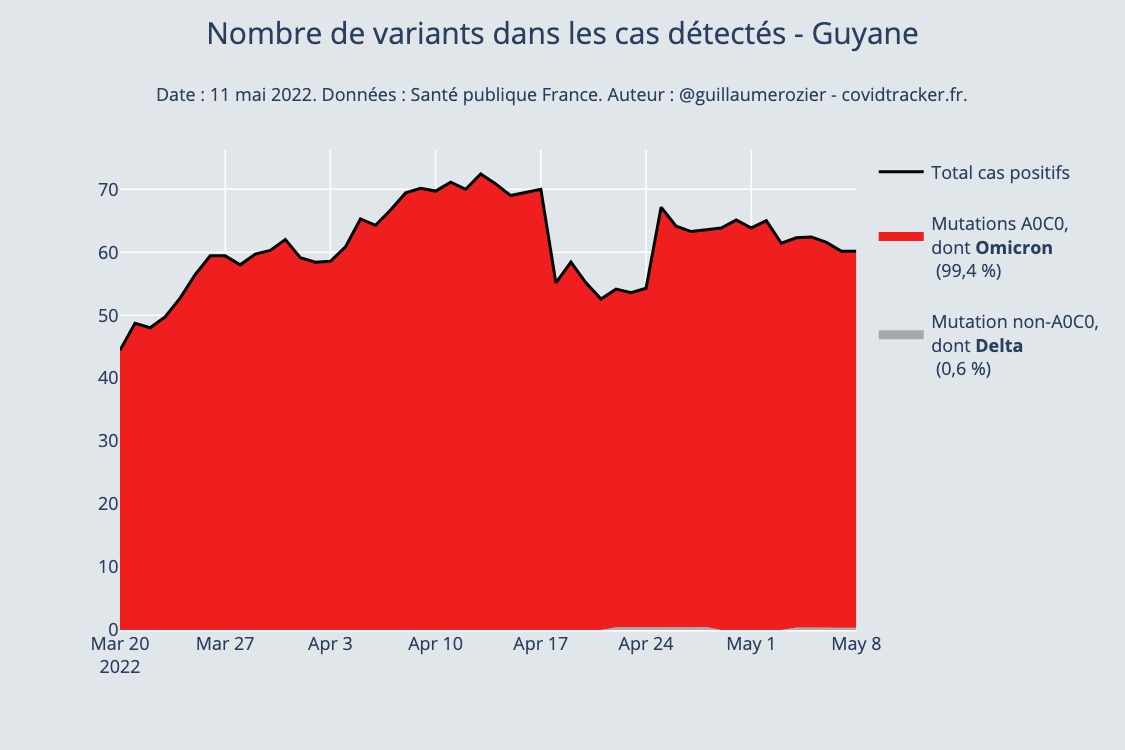 Nombre de variants dans les cas détectés - Guyane
Date : 11 mai 2022. Données : Santé publique France. Auteur : @guillaumerozier - covidtracker.fr.
Total cas positifs
Mutations A0C0,
dont Omicron
(99,4 %)
Mutation non-A0C0,
dont Delta
(0,6 %)
70
60
50
40
30
20
10
0
Mar 20 Mar 27 Apr 3 Apr 10 Apr 17 Apr 24 May 1 May 8
2022